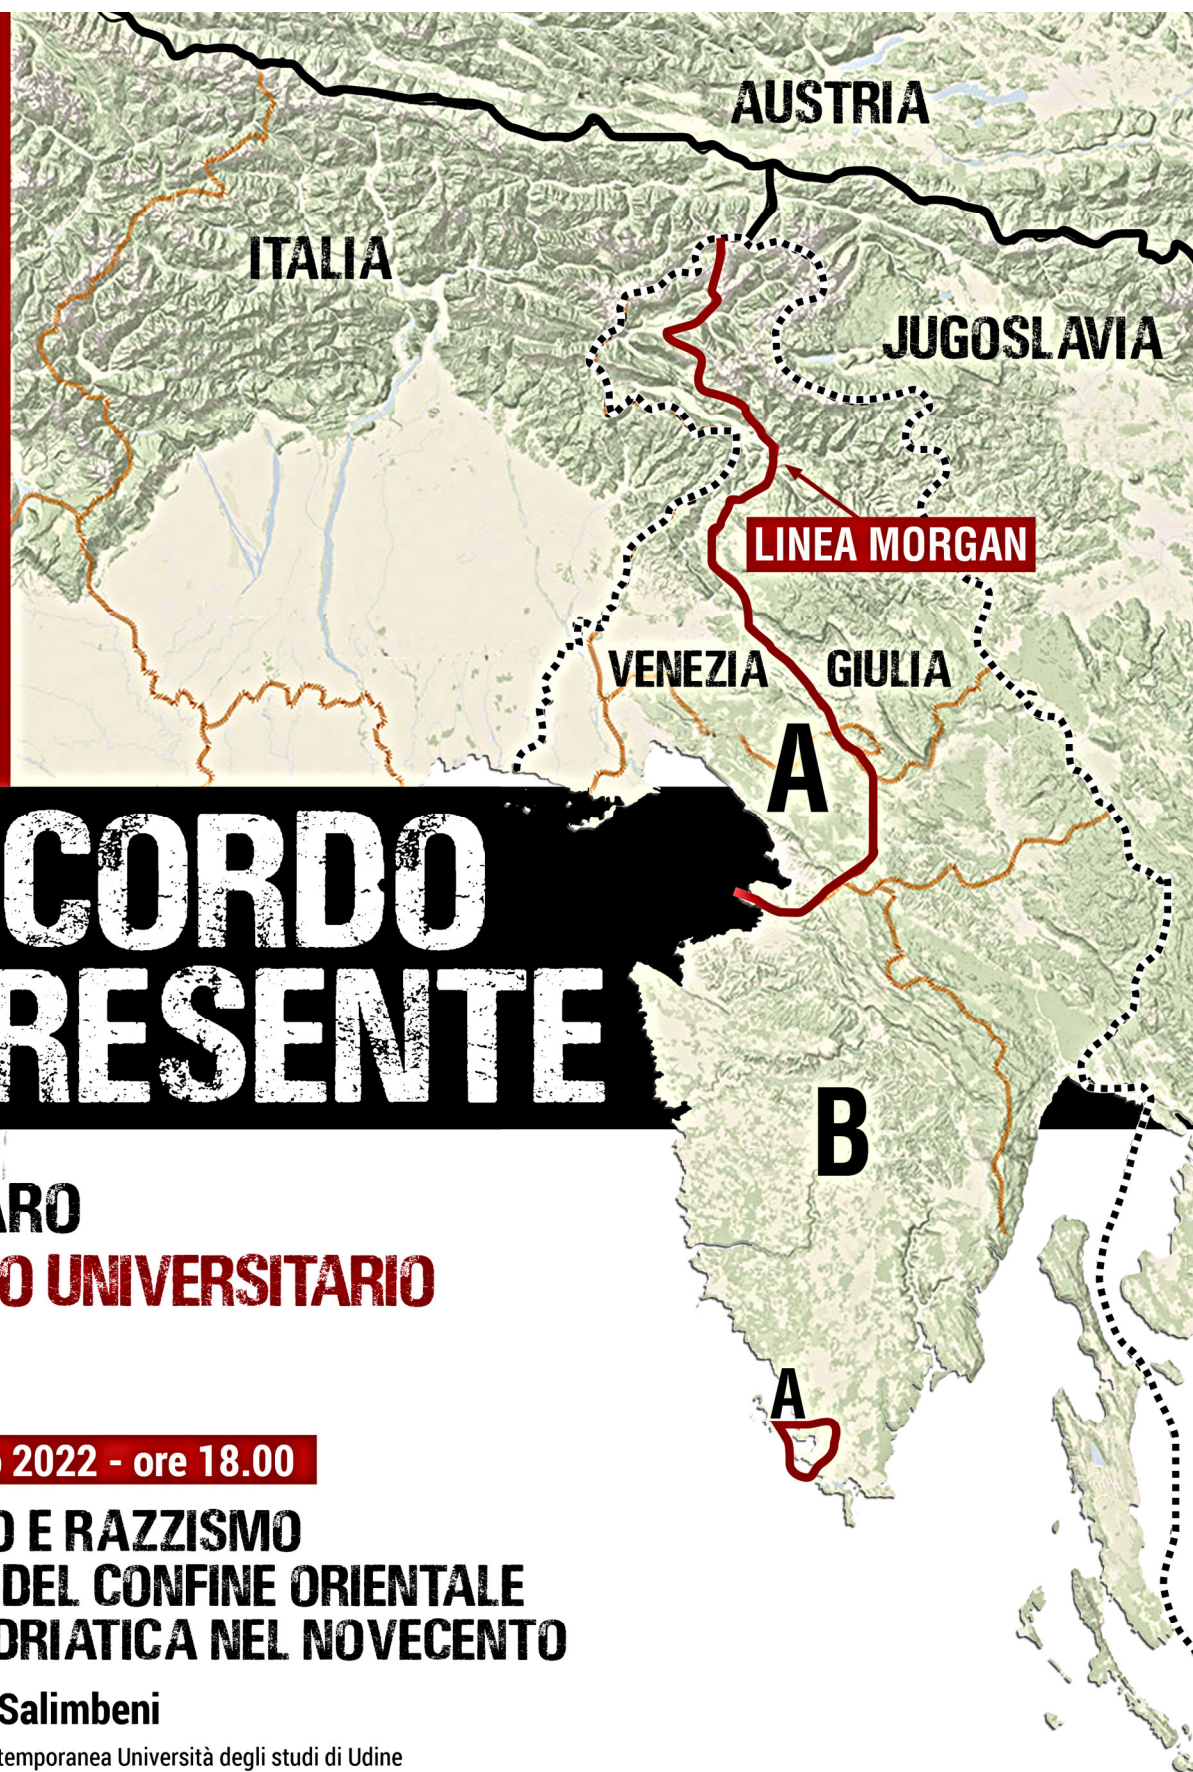 AUSTRIA
ITALIA
JUGOSLAVIA
LINEA MORGAN
VENEZIA GIULIA
A
CORDO
RESENTE
B
ARO
O UNIVERSITARIO
A
2022 - ore 18.00
O E RAZZISMO
DEL CONFINE ORIENTALE
DRIATICA NEL NOVECENTO
Salimbeni
temporanea Università degli studi di Udine